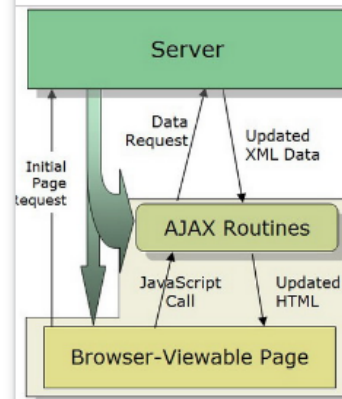 Server
Data
Request
Updated
XML Data
Initial
Page
Request
AJAX Routines
JavaScript
Call
Updated
HTML
Browser-Viewable Page